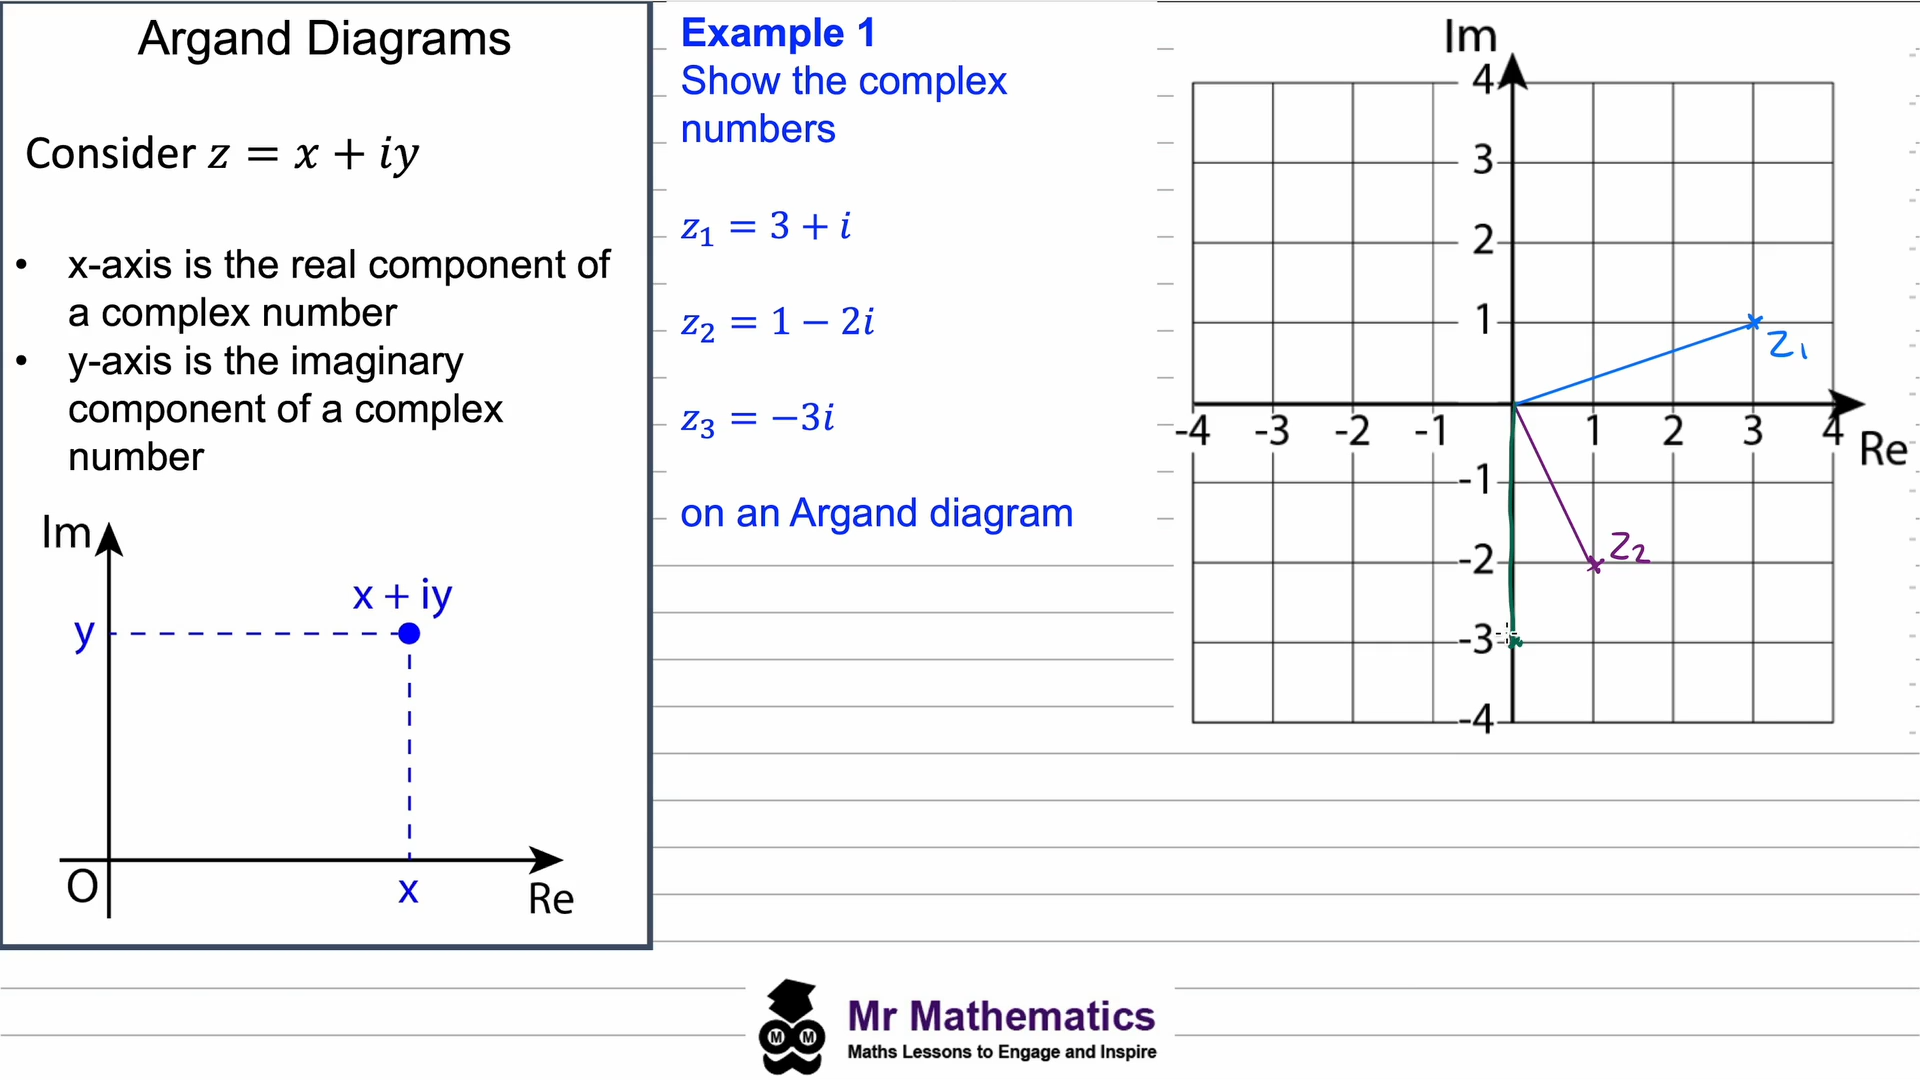 Argand Diagrams
Consider z = x + iy
• x-axis is the real component of
a complex number
• y-axis is the imaginary
component of a complex
number
Im
x + iy
y
O
x
Re
Example 1
Show the complex
numbers
z₁ = 3 + i
z₂ = 1 − 2i
z₃ = −3i
on an Argand diagram
Im
4
3
2
1
z₁
-4 -3 -2 -1 1 2 3 4
Re
-1
z₂
-2
-3
-4
M M
Mr Mathematics
Maths Lessons to Engage and Inspire